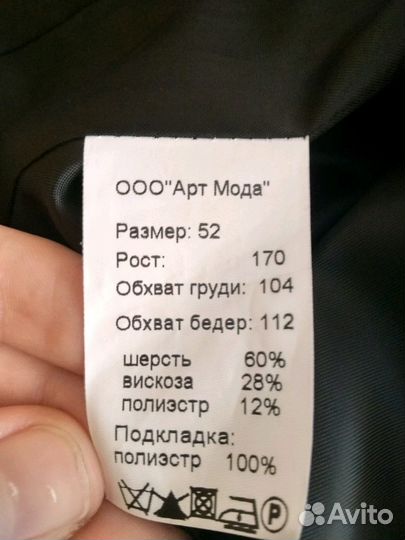 ООО"Арт Мода"
Размер: 52
Рост: 170
Обхват груди: 104
Обхват бедер: 112
шерсть 60%
вискоза 28%
полиэстр 12%
Подкладка:
полиэстр 100%
P
Avito